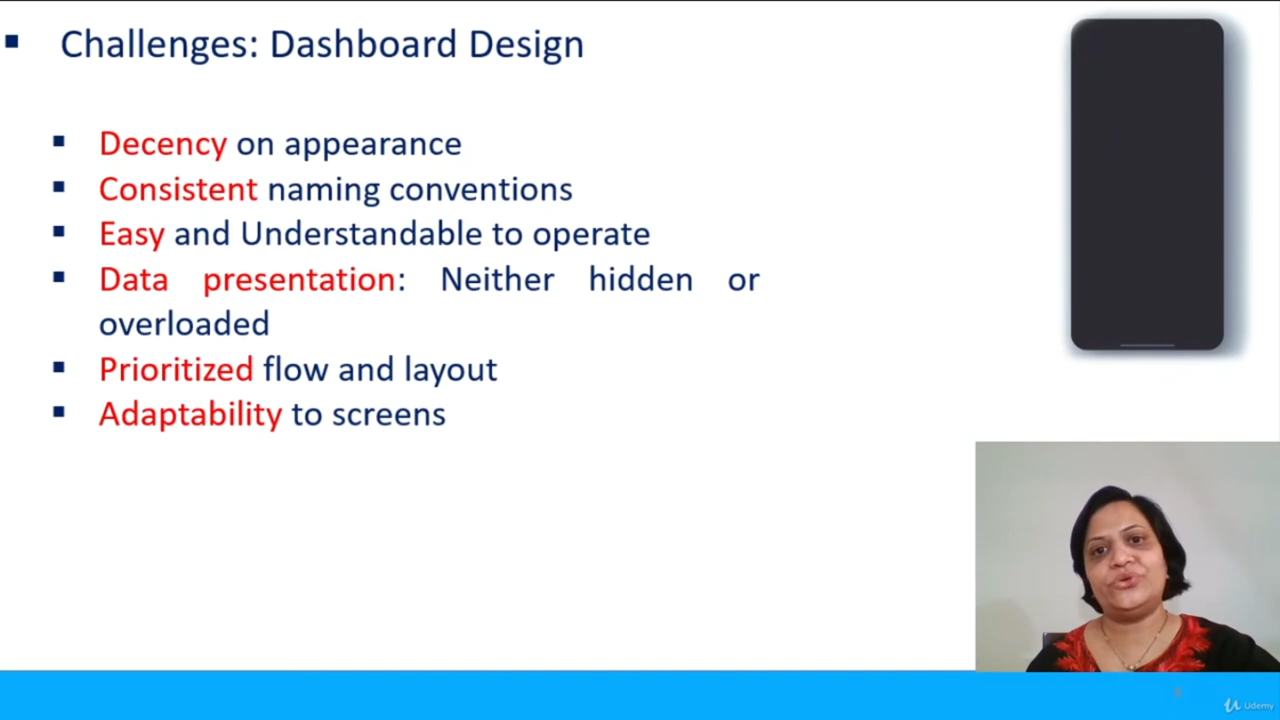 Challenges: Dashboard Design
Decency on appearance
Consistent naming conventions
Easy and Understandable to operate
Data presentation: Neither hidden or
overloaded
Prioritized flow and layout
Adaptability to screens
Udemy